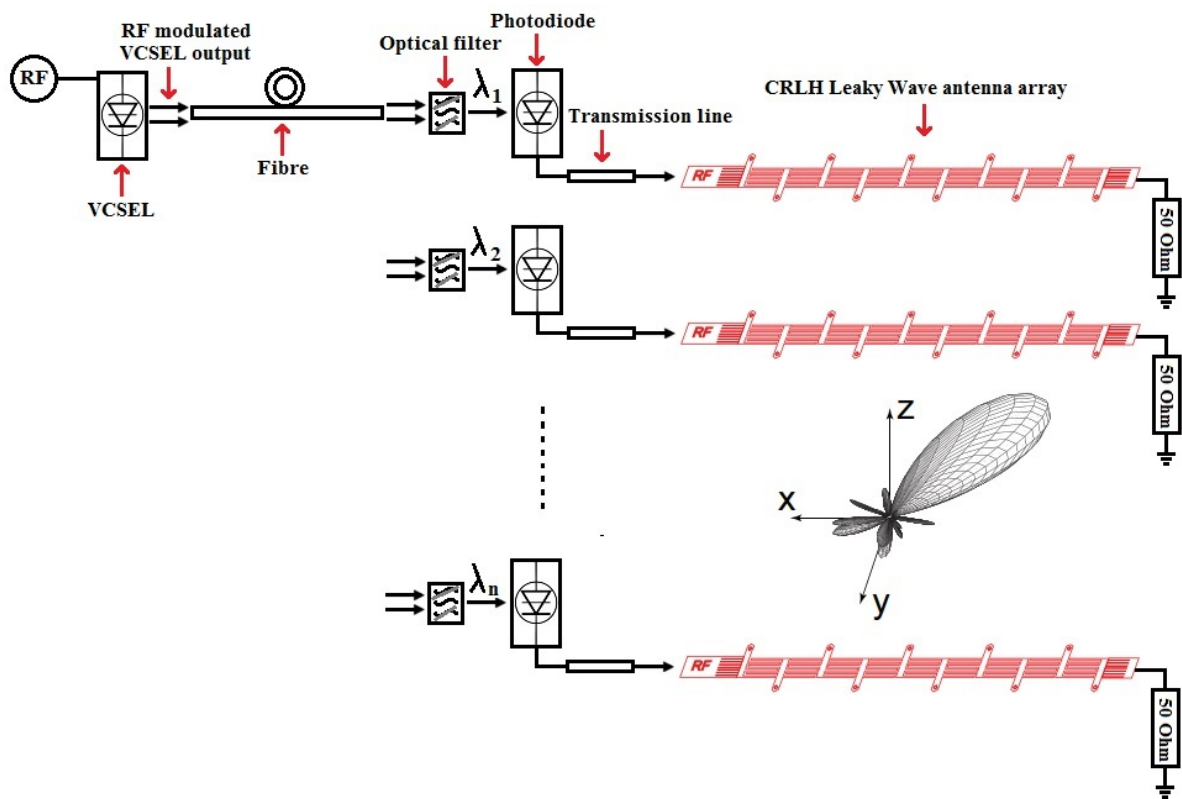 Photodiode
RF modulated
VCSEL output
Optical filter
RF
λ1
CRLH Leaky Wave antenna array
Transmission line
Fibre
RF
VCSEL
50 Ohm
λ2
RF
50 Ohm
z
x
y
λn
RF
50 Ohm